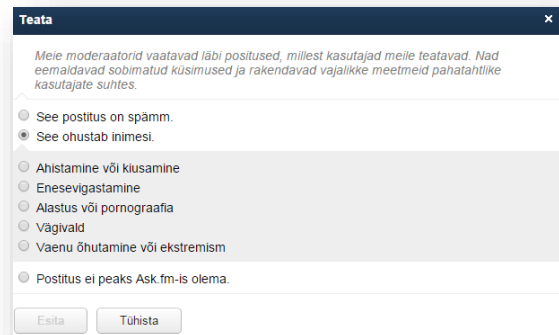 Teata
Meie moderaatorid vaatavad läbi positused, millest kasutajad meile teatavad. Nad
eemaldavad sobimatud küsimused ja rakendavad vajalikke meetmeid pahatahtlike
kasutajate suhtes.
See postitus on spämm.
See ohustab inimesi.
Ahistamine või kiusamine
Enesevigastamine
Alastus või pornograafia
Vägivald
Vaenu õhutamine või ekstremism
Postitus ei peaks Ask.fm-is olema.
Esita Tühista